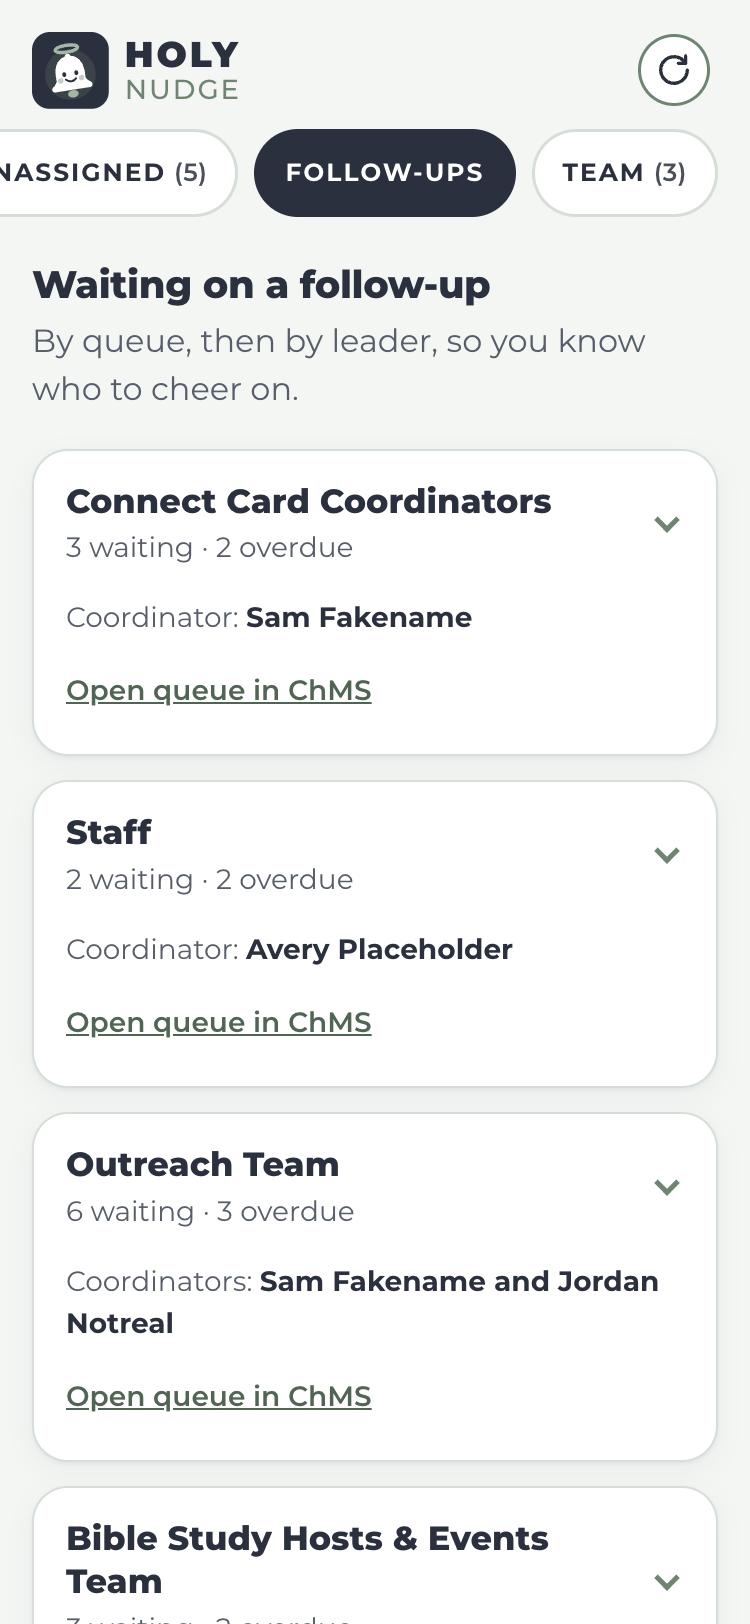 HOLY
NUDGE
NASSIGNED (5)
FOLLOW-UPS
TEAM (3)
Waiting on a follow-up
By queue, then by leader, so you know
who to cheer on.
Connect Card Coordinators
3 waiting · 2 overdue
Coordinator: Sam Fakename
Open queue in ChMS
Staff
2 waiting · 2 overdue
Coordinator: Avery Placeholder
Open queue in ChMS
Outreach Team
6 waiting · 3 overdue
Coordinators: Sam Fakename and Jordan
Notreal
Open queue in ChMS
Bible Study Hosts & Events
Team